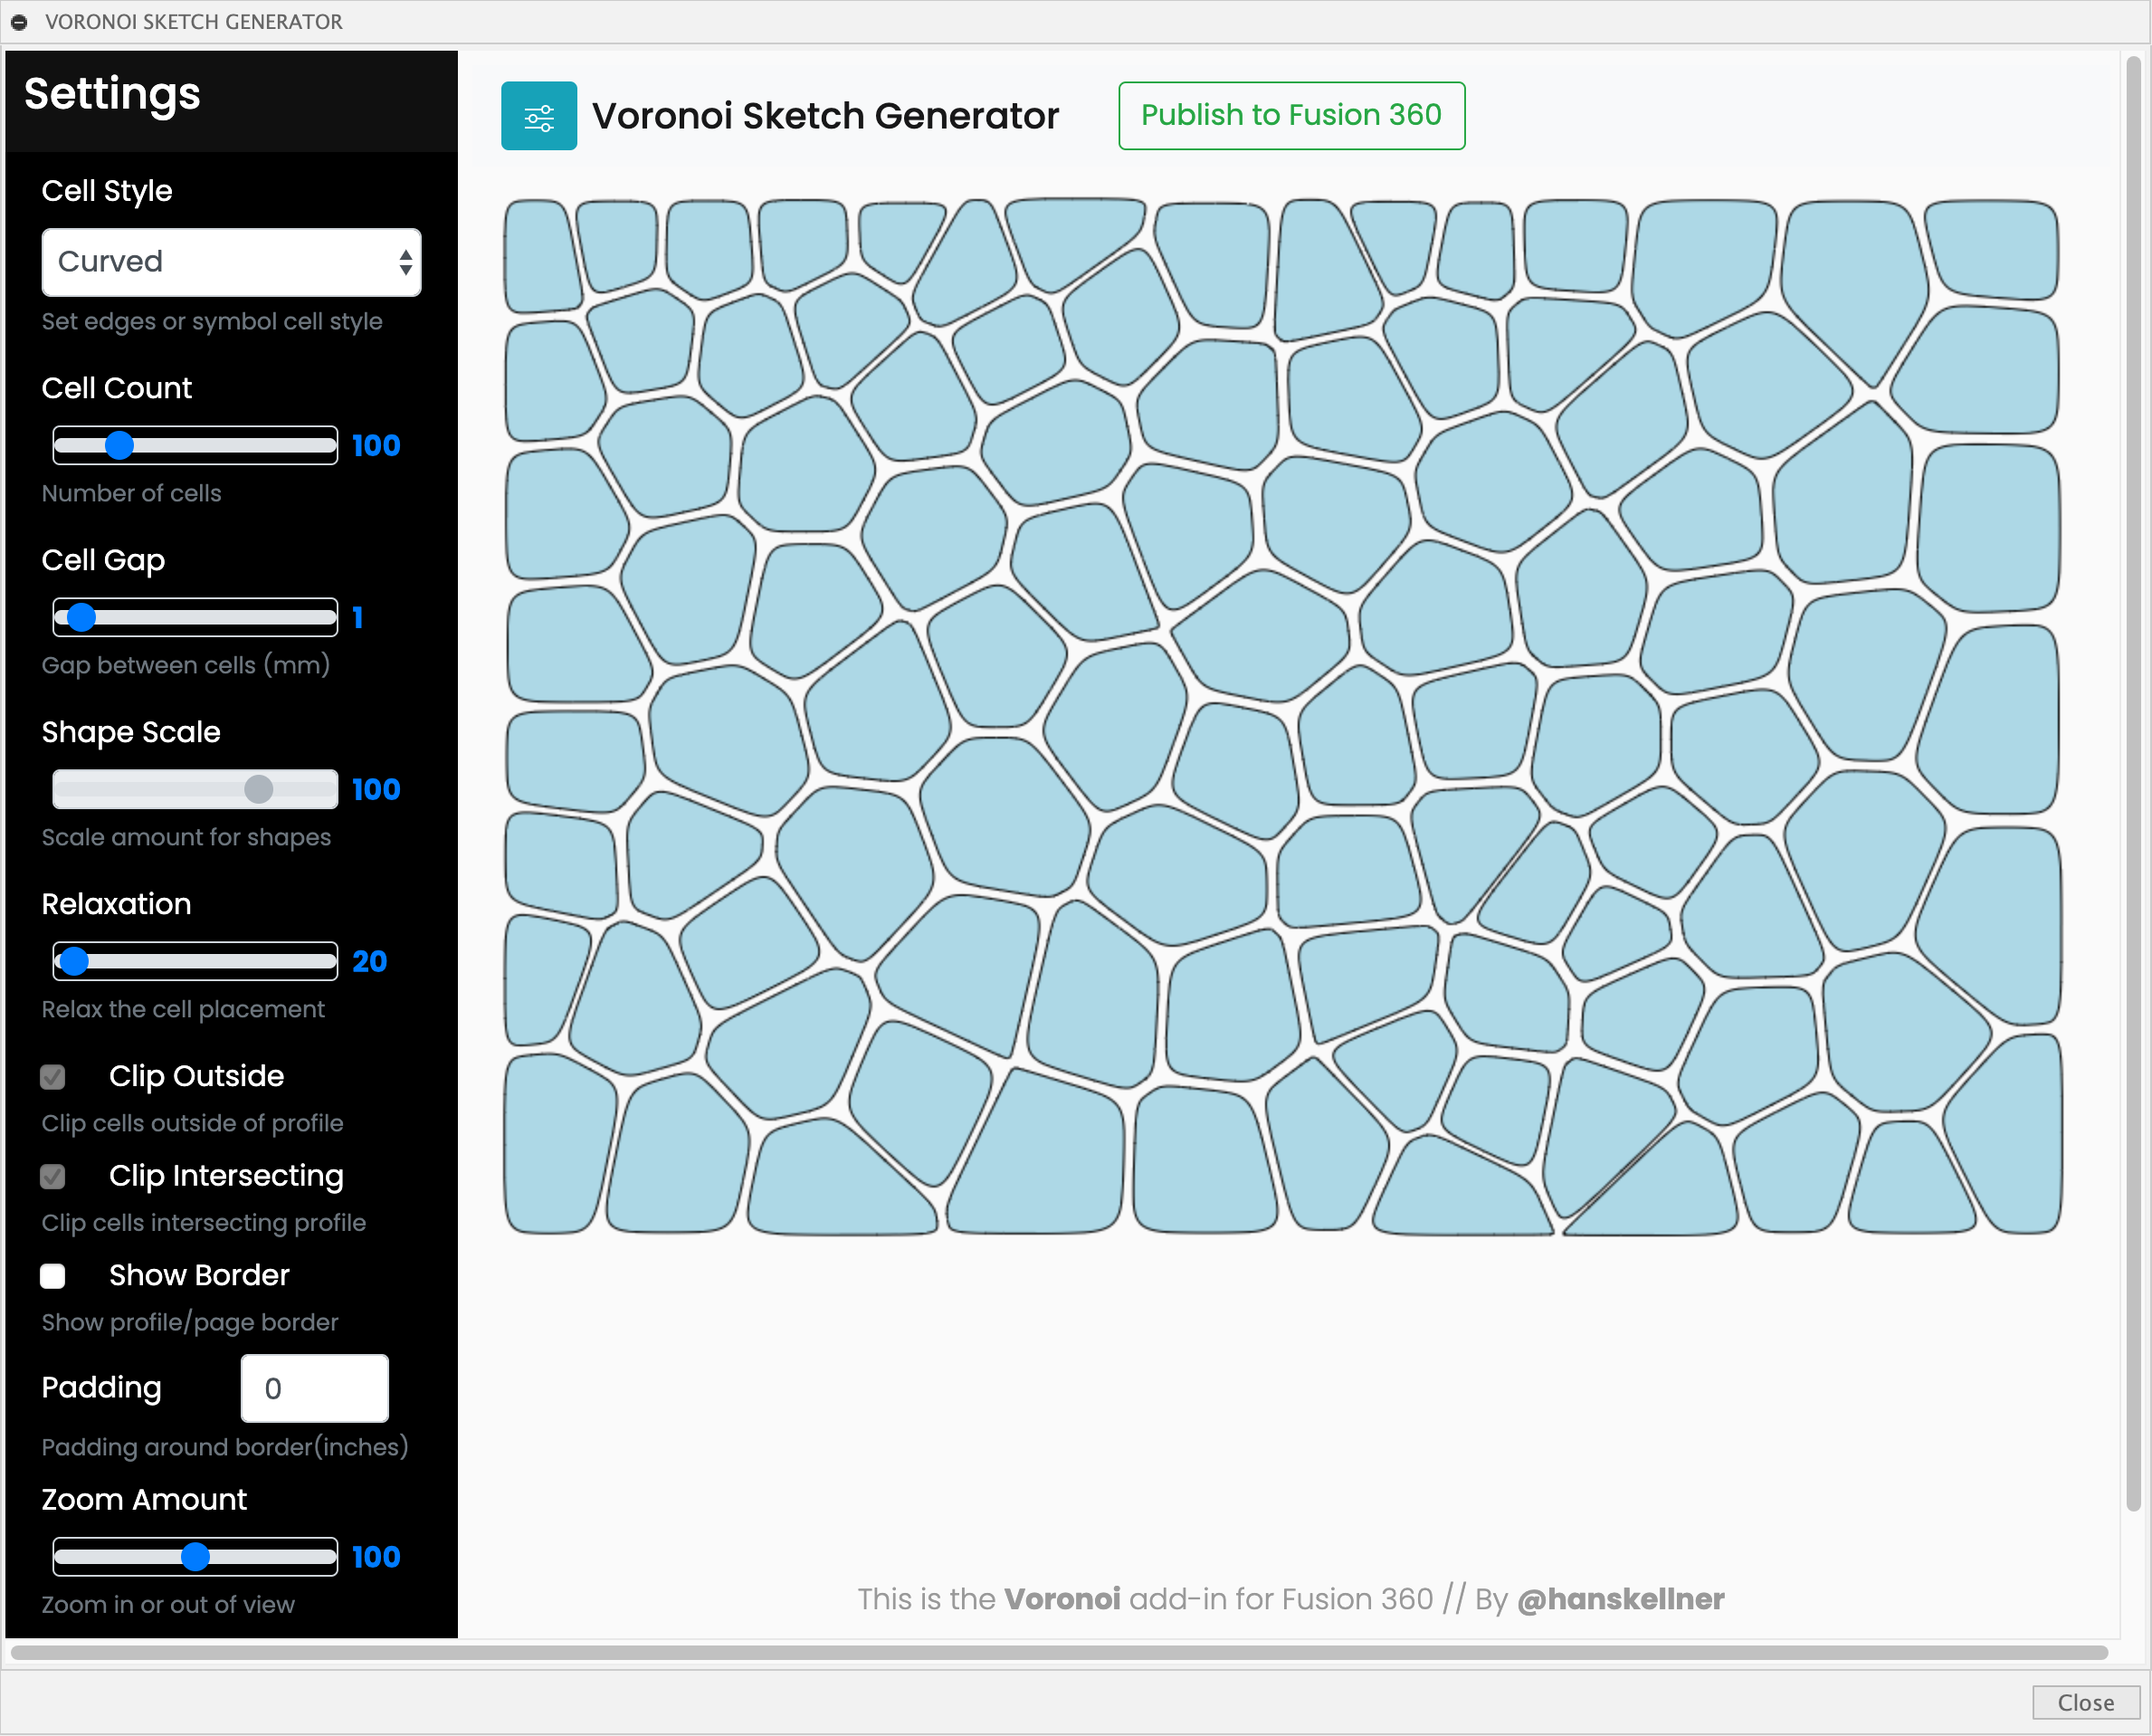 VORONOI SKETCH GENERATOR
Settings
Cell Style
Curved
Set edges or symbol cell style
Cell Count
100
Number of cells
Cell Gap
1
Gap between cells (mm)
Shape Scale
100
Scale amount for shapes
Relaxation
20
Relax the cell placement
Clip Outside
Clip cells outside of profile
Clip Intersecting
Clip cells intersecting profile
Show Border
Show profile/page border
Padding
0
Padding around border(inches)
Zoom Amount
100
Zoom in or out of view
Voronoi Sketch Generator
Publish to Fusion 360
This is the Voronoi add-in for Fusion 360 // By @hanskellner
Close